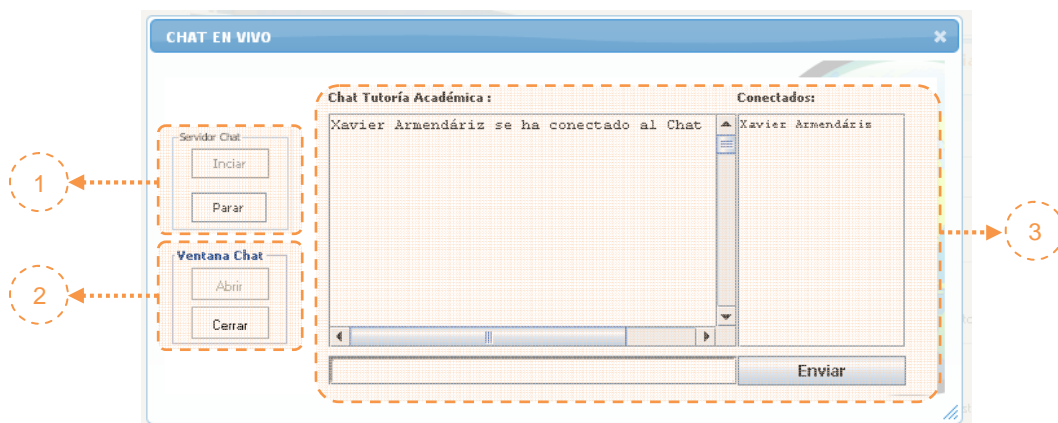 CHAT EN VIVO
Chat Tutoría Académica :
Conectados:
Xavier Armendáriz se ha conectado al Chat
Xavier Armendáris
Servidor Chat
Inciar
Parar
1
Ventana Chat
Abrir
Cerrar
2
3
Enviar